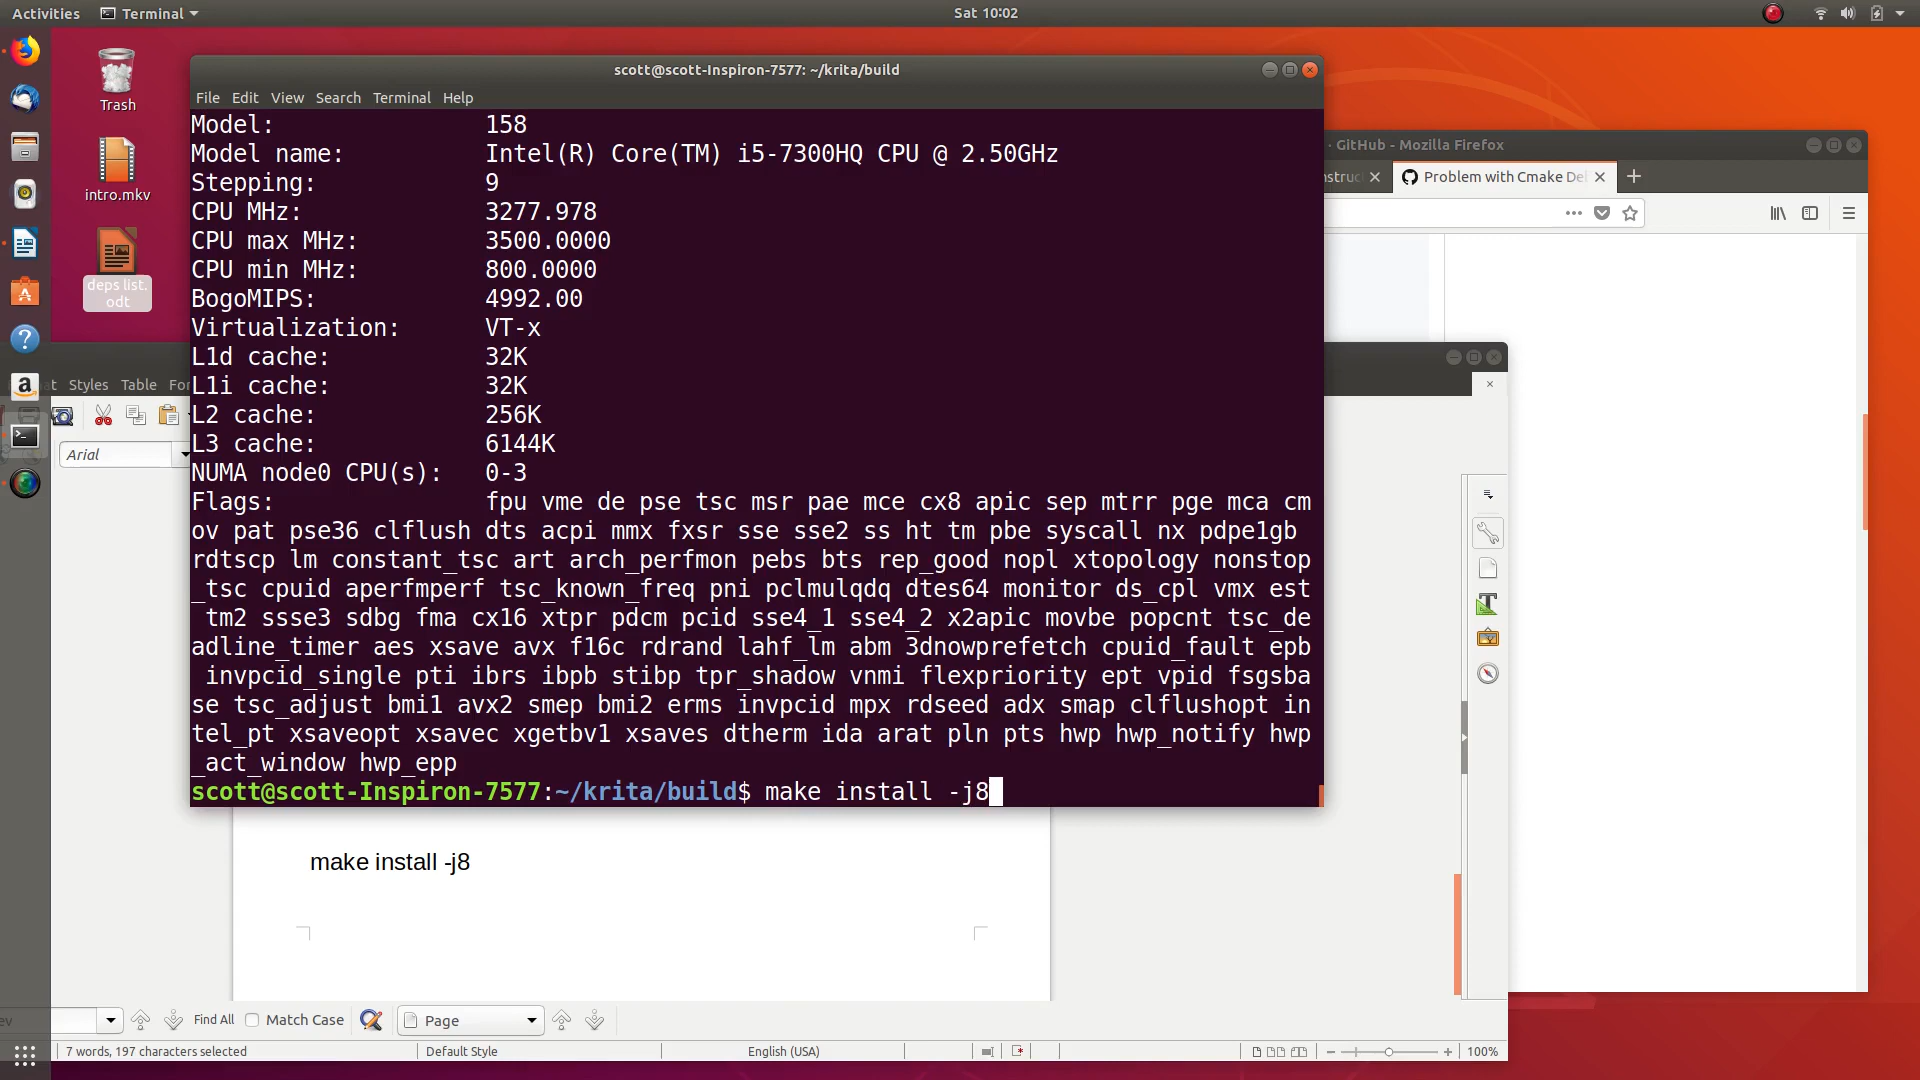 Activities
Terminal
Sat 10:02
Trash
intro.mkv
deps list.
odt
scott@scott-Inspiron-7577: ~/krita/build
File Edit View Search Terminal Help
Model: 158
Model name: Intel(R) Core(TM) i5-7300HQ CPU @ 2.50GHz
Stepping: 9
CPU MHz: 3277.978
CPU max MHz: 3500.0000
CPU min MHz: 800.0000
BogoMIPS: 4992.00
Virtualization: VT-x
L1d cache: 32K
L1i cache: 32K
L2 cache: 256K
L3 cache: 6144K
NUMA node0 CPU(s): 0-3
Flags: fpu vme de pse tsc msr pae mce cx8 apic sep mtrr pge mca cm
ov pat pse36 clflush dts acpi mmx fxsr sse sse2 ss ht tm pbe syscall nx pdpe1gb
rdtscp lm constant_tsc art arch_perfmon pebs bts rep_good nopl xtopology nonstop
_tsc cpuid aperfmperf tsc_known_freq pni pclmulqdq dtes64 monitor ds_cpl vmx est
tm2 ssse3 sdbg fma cx16 xtpr pdcm pcid sse4_1 sse4_2 x2apic movbe popcnt tsc_de
adline_timer aes xsave avx f16c rdrand lahf_lm abm 3dnowprefetch cpuid_fault epb
invpcid_single pti ibrs ibpb stibp tpr_shadow vnmi flexpriority ept vpid fsgsba
se tsc_adjust bmi1 avx2 smep bmi2 erms invpcid mpx rdseed adx smap clflushopt in
tel_pt xsaveopt xsavec xgetbv1 xsaves dtherm ida arat pln pts hwp hwp_notify hwp
_act_window hwp_epp
scott@scott-Inspiron-7577:~/krita/build$ make install -j8
· GitHub - Mozilla Firefox
nstruc
Problem with Cmake De
at Styles Table For
Arial
make install -j8
ev
Find All
Match Case
Page
7 words, 197 characters selected
Default Style
English (USA)
100%